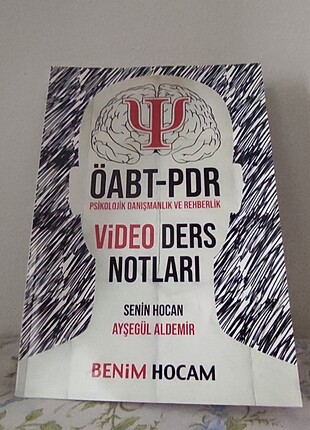 Ψ
ÖABT-PDR
PSİKOLOJİK DANIŞMANLIK VE REHBERLİK
VİDEO DERS
NOTLARI
SENİN HOCAN
AYŞEGÜL ALDEMİR
BENİM HOCAM